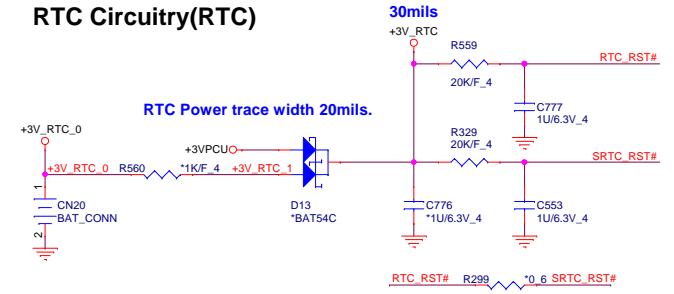 RTC Circuitry(RTC)
30mils
+3V_RTC
R559
RTC_RST#
20K/F_4
RTC Power trace width 20mils.
C777
1U/6.3V_4
+3V_RTC_0
R329
20K/F_4
+3VPCU
SRTC_RST#
+3V_RTC_0 R560 *1K/F_4 +3V_RTC_1
1
CN20
BAT_CONN
2
D13
*BAT54C
C776
*1U/6.3V_4
C553
1U/6.3V_4
RTC_RST# R299 *0_6 SRTC_RST#